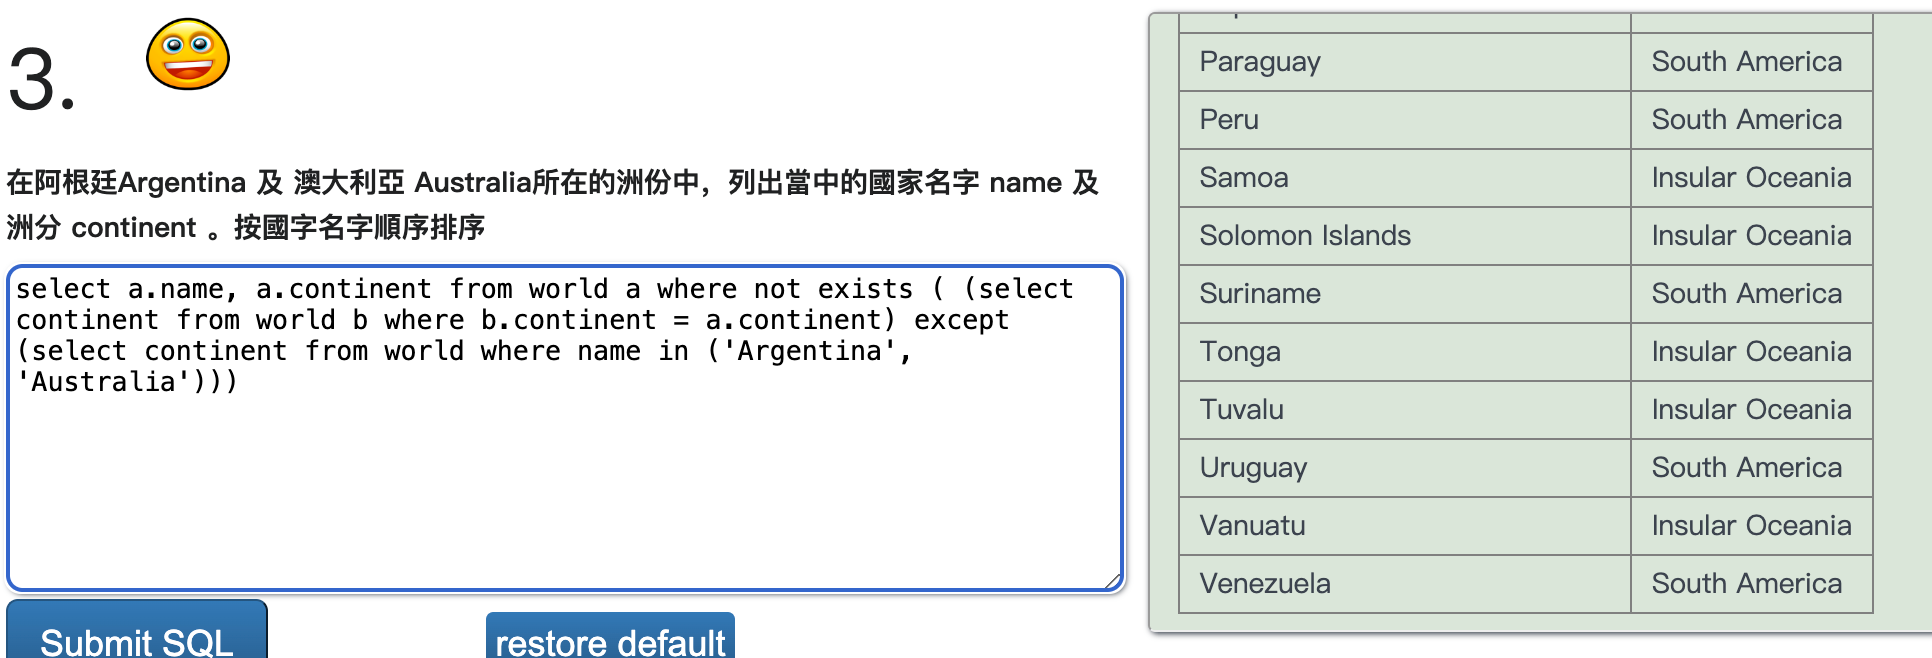 3.
在阿根廷Argentina 及 澳大利亞 Australia所在的洲份中，列出當中的國家名字 name 及
洲分 continent 。按國字名字順序排序
select a.name, a.continent from world a where not exists ( (select
continent from world b where b.continent = a.continent) except
(select continent from world where name in ('Argentina',
'Australia')))
Submit SQL
restore default
Paraguay South America
Peru South America
Samoa Insular Oceania
Solomon Islands Insular Oceania
Suriname South America
Tonga Insular Oceania
Tuvalu Insular Oceania
Uruguay South America
Vanuatu Insular Oceania
Venezuela South America